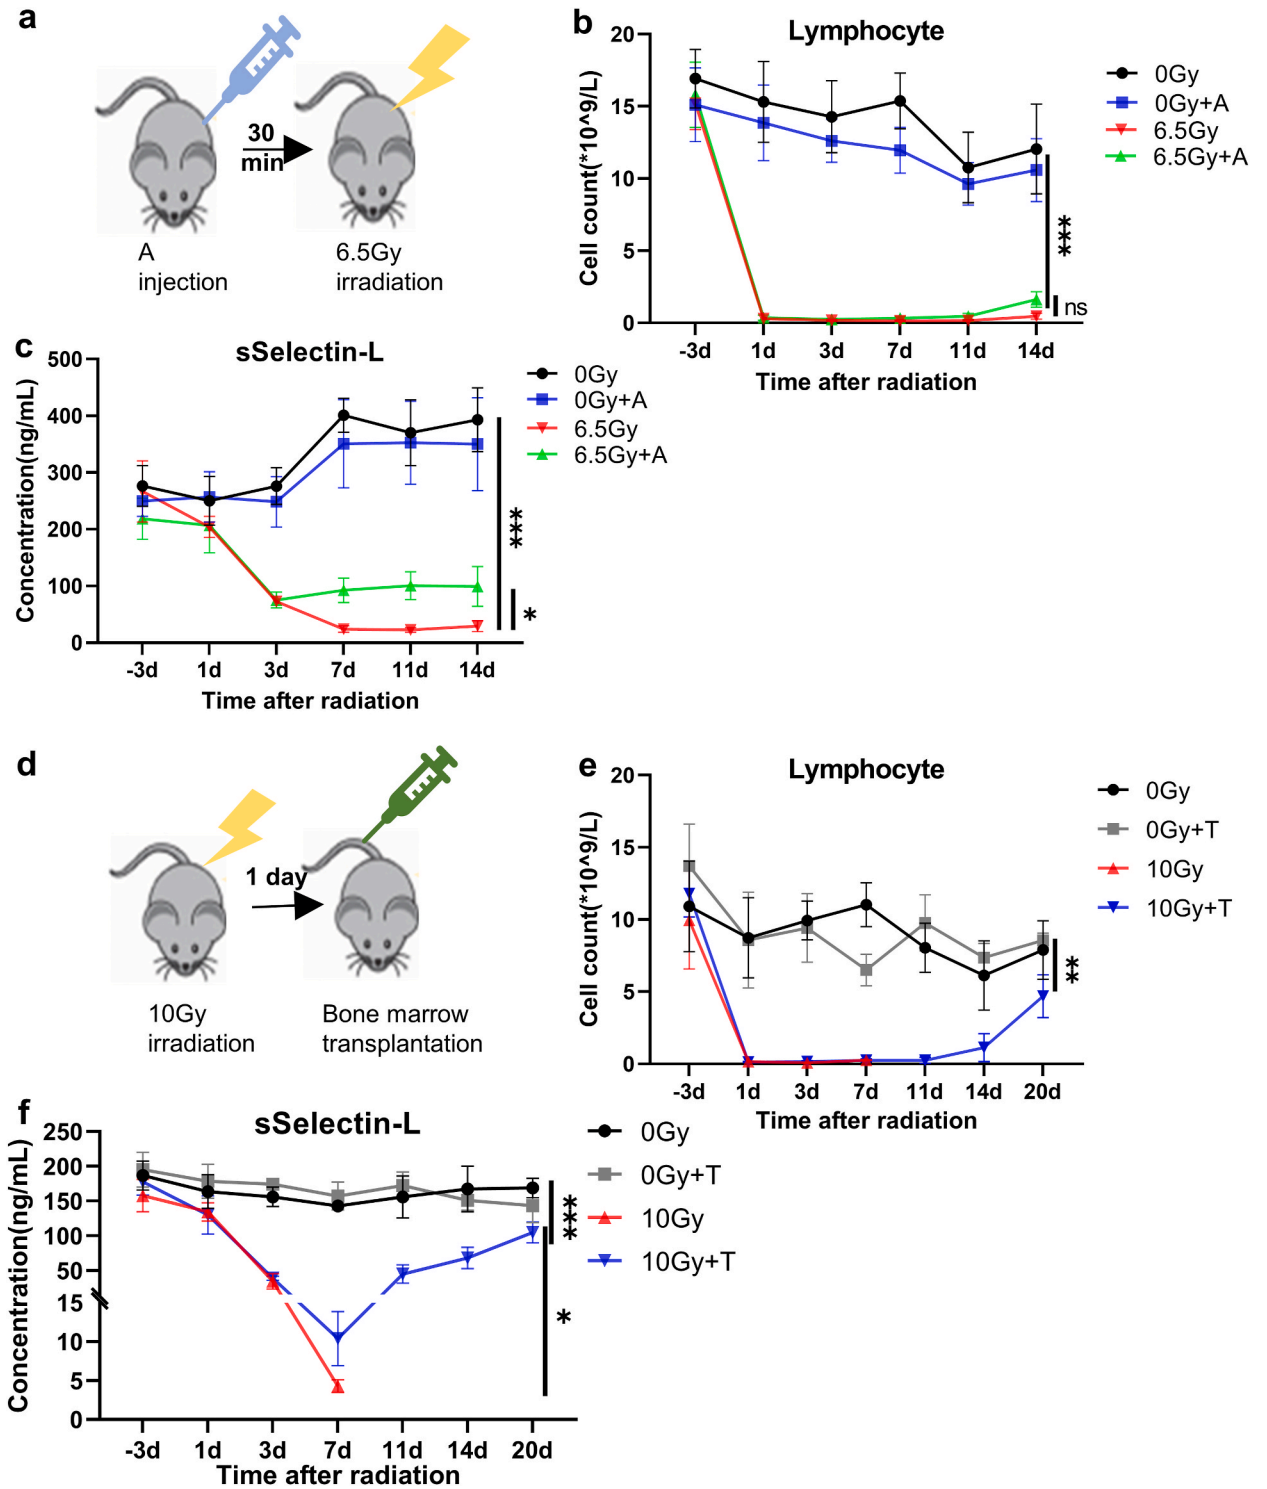 a
30
min
A
injection
6.5Gy
irradiation
b
Lymphocyte
Cell count(*10^9/L)
20
15
10
5
0
-3d 1d 3d 7d 11d 14d
Time after radiation
0Gy
0Gy+A
6.5Gy
6.5Gy+A
***
ns
c
sSelectin-L
Concentration(ng/mL)
500
400
300
200
100
0
-3d 1d 3d 7d 11d 14d
Time after radiation
0Gy
0Gy+A
6.5Gy
6.5Gy+A
***
*
d
1 day
10Gy
irradiation
Bone marrow
transplantation
e
Lymphocyte
Cell count(*10^9/L)
20
15
10
5
0
-3d 1d 3d 7d 11d 14d 20d
Time after radiation
0Gy
0Gy+T
10Gy
10Gy+T
**
f
sSelectin-L
Concentration(ng/mL)
250
200
150
100
50
15
10
5
0
-3d 1d 3d 7d 11d 14d 20d
Time after radiation
0Gy
0Gy+T
10Gy
10Gy+T
***
*